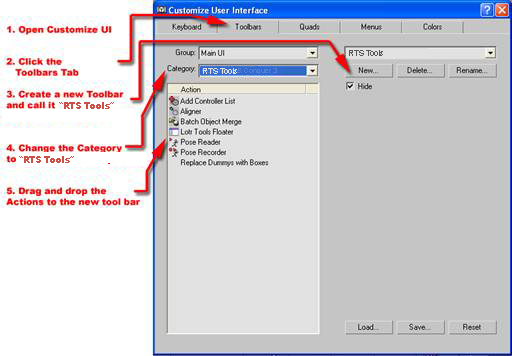 Customize User Interface
1. Open Customize UI
Keyboard Toolbars Quads Menus Colors
2. Click the
Toolbars Tab
Group: Main UI
RTS Tools
Category: RTS Tools
New... Delete... Rename...
3. Create a new Toolbar
and call it "RTS Tools"
Hide
Action
Add Controller List
Aligner
Batch Object Merge
Lotr Tools Floater
Pose Reader
Pose Recorder
Replace Dummys with Boxes
4. Change the Category
to "RTS Tools" .
5. Drag and drop the
Actions to the new tool bar
Load... Save... Reset